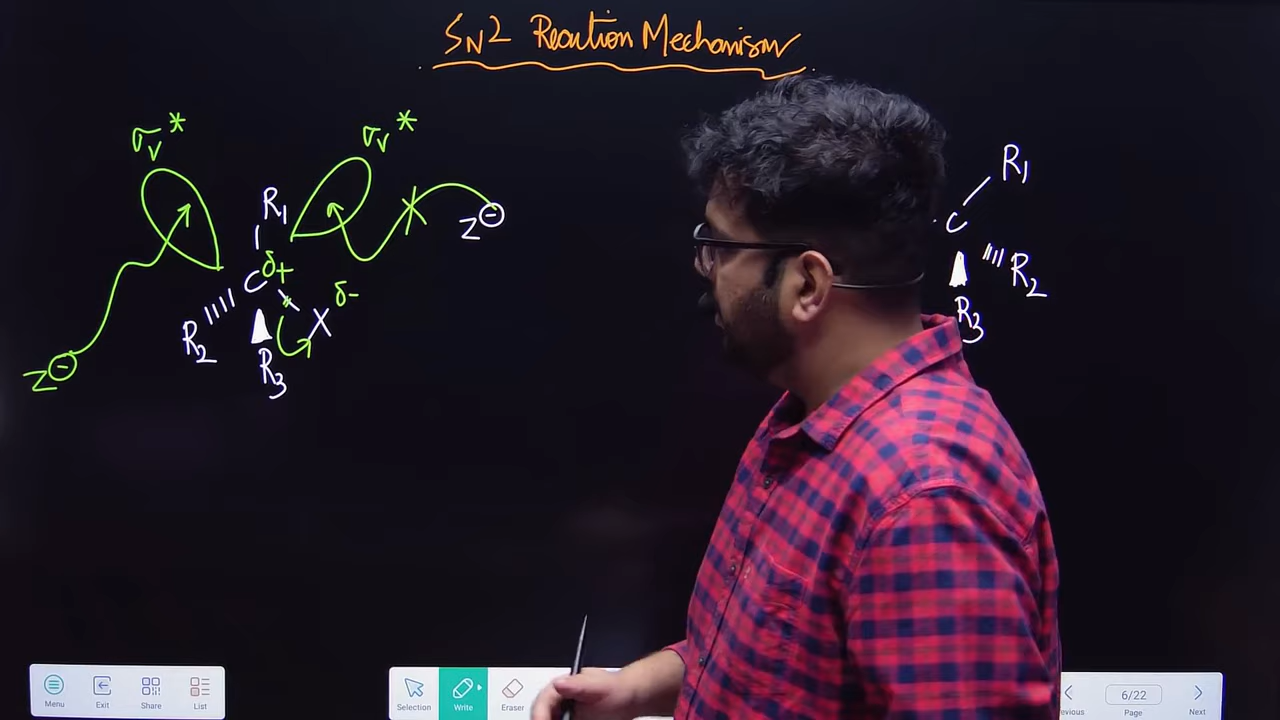 SN2 Reaction Mechanism
σv* σv*
R1
Z⊖
C δ+
δ-
X
R2
R3
Z⊖
R1
C
R2
R3
Menu Exit Share List
Selection Write Eraser
evious 6/22 Next
Page